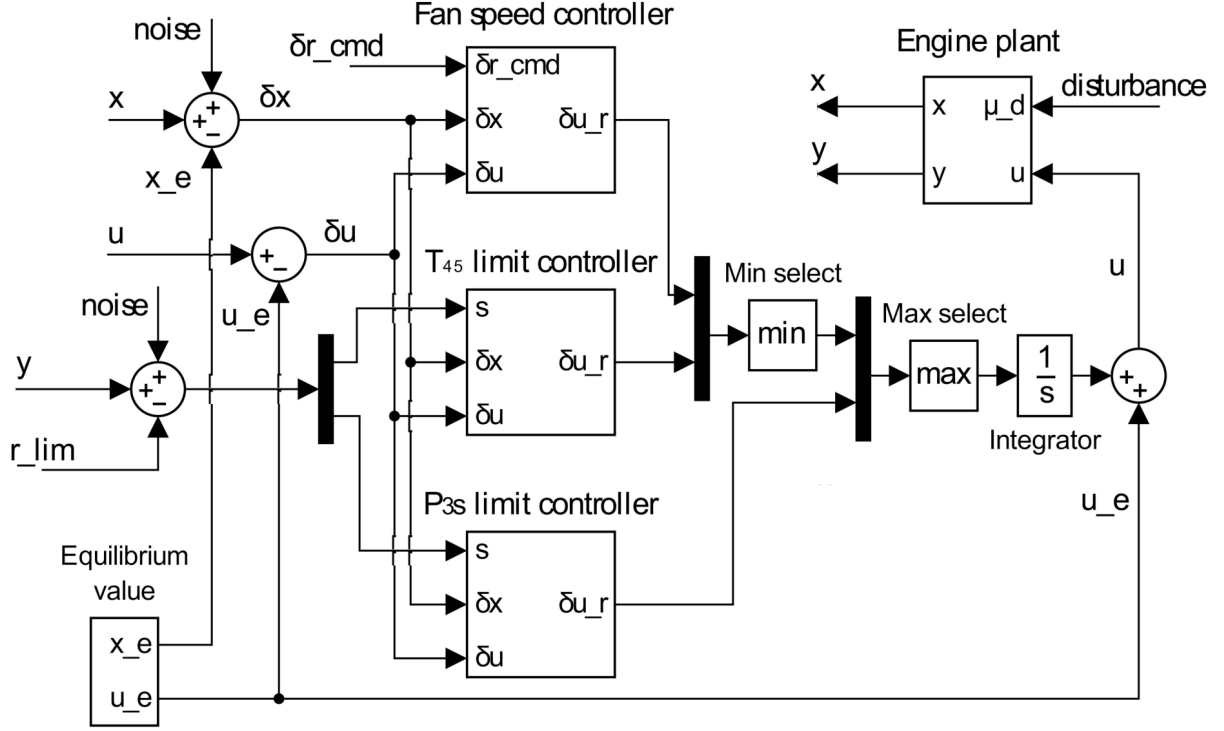 Fan speed controller
noise
δr_cmd
δr_cmd
x
δx
δx
δu_r
δu
+
+
−
x_e
Engine plant
x
disturbance
x
μ_d
y
y
u
u
δu
+
−
u_e
T45 limit controller
s
δx
δu_r
δu
noise
y
+
+
−
r_lim
Min select
min
Max select
max
1
s
Integrator
u
+
+
u_e
P3s limit controller
s
δx
δu_r
δu
Equilibrium
value
x_e
u_e